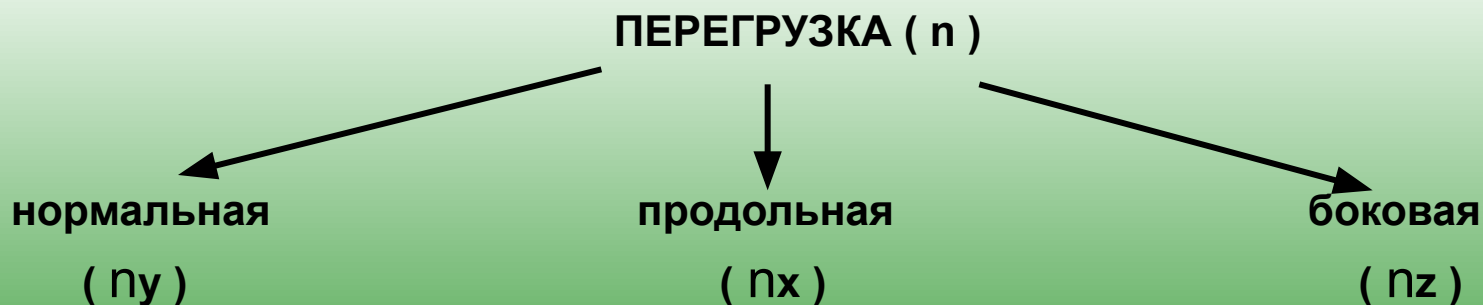 ПЕРЕГРУЗКА ( n )
нормальная продольная боковая
( ny ) ( nx ) ( nz )